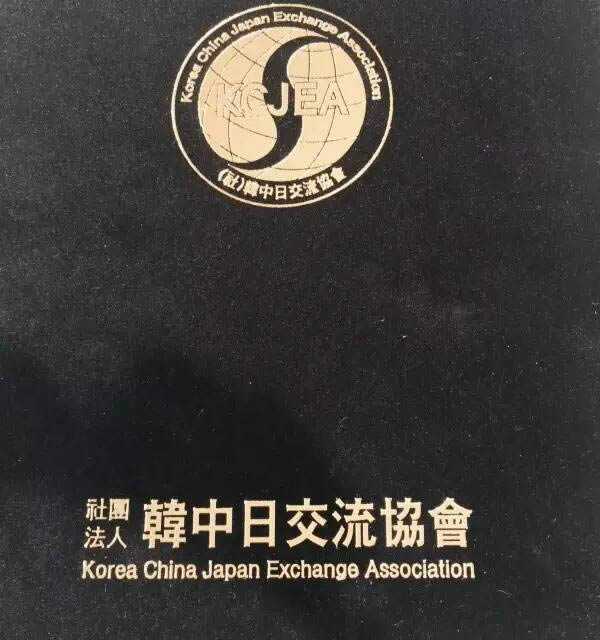 Korea China Japan Exchange Association
KCJEA
(社)韓中日交流協會
社團
法人
韓中日交流協會
Korea China Japan Exchange Association